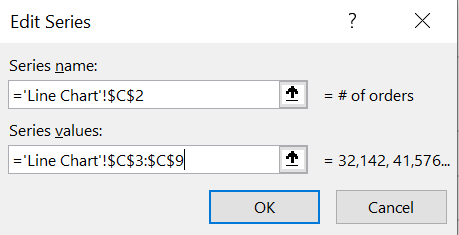 Edit Series
Series name:
='Line Chart'!$C$2 = # of orders
Series values:
='Line Chart'!$C$3:$C$9 = 32,142, 41,576...
OK Cancel